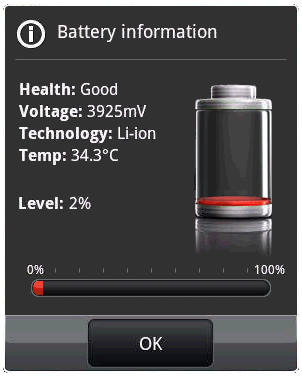 Battery information
Health: Good
Voltage: 3925mV
Technology: Li-ion
Temp: 34.3°C
Level: 2%
0% 100%
OK